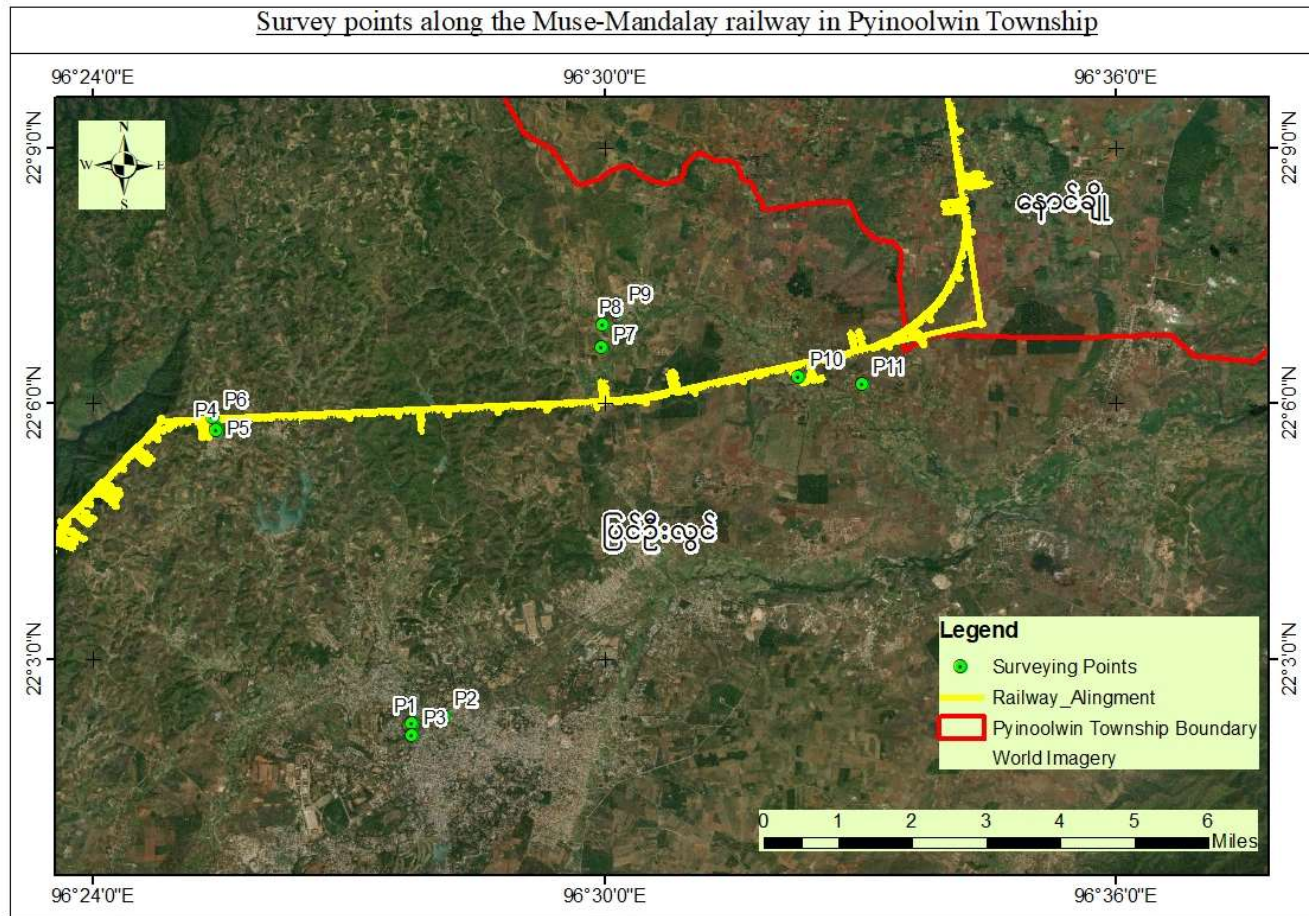 Survey points along the Muse-Mandalay railway in Pyinoolwin Township
96°24'0"E 96°30'0"E 96°36'0"E
N
W E
S
22°9'0"N 22°9'0"N
နောင်ချို
P9
P8
P7
P10
P11
22°6'0"N 22°6'0"N
P6
P4
P5
ပြင်ဦးလွင်
Legend
Surveying Points
Railway_Alingment
Pyinoolwin Township Boundary
World Imagery
22°3'0"N 22°3'0"N
P2
P1
P3
0 1 2 3 4 5 6
Miles
96°24'0"E 96°30'0"E 96°36'0"E